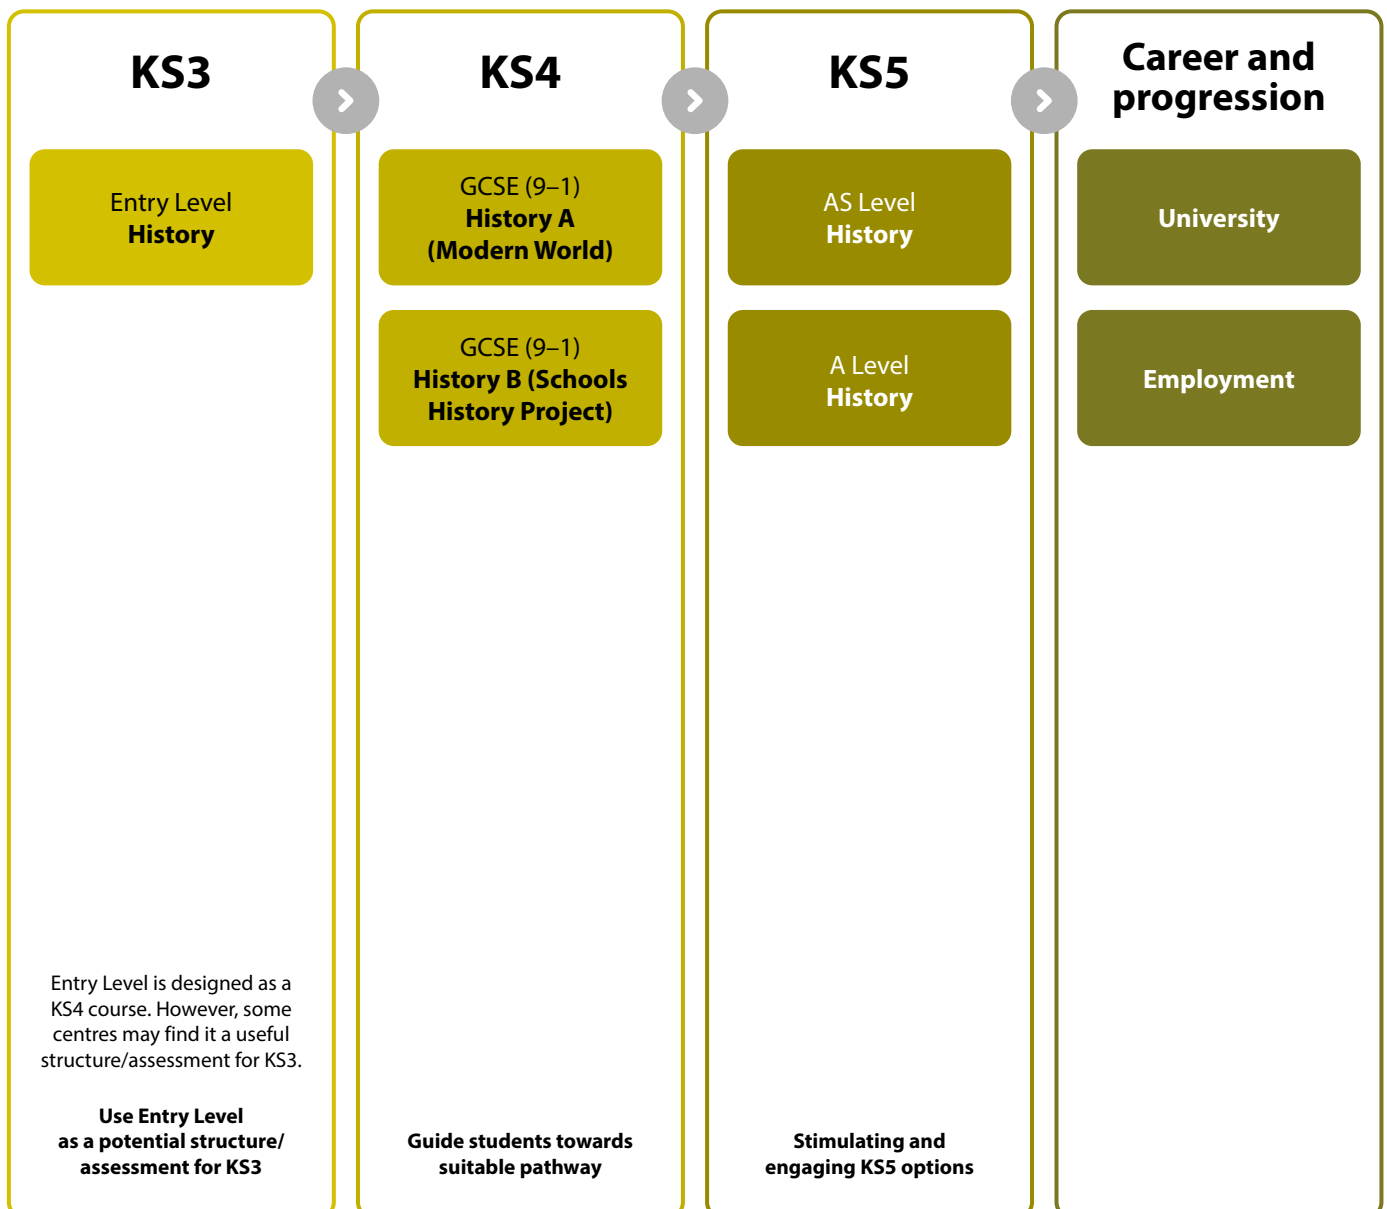 KS3
Entry Level
History
Entry Level is designed as a
KS4 course. However, some
centres may find it a useful
structure/assessment for KS3.
Use Entry Level
as a potential structure/
assessment for KS3
KS4
GCSE (9–1)
History A
(Modern World)
GCSE (9–1)
History B (Schools
History Project)
Guide students towards
suitable pathway
KS5
AS Level
History
A Level
History
Stimulating and
engaging KS5 options
Career and
progression
University
Employment